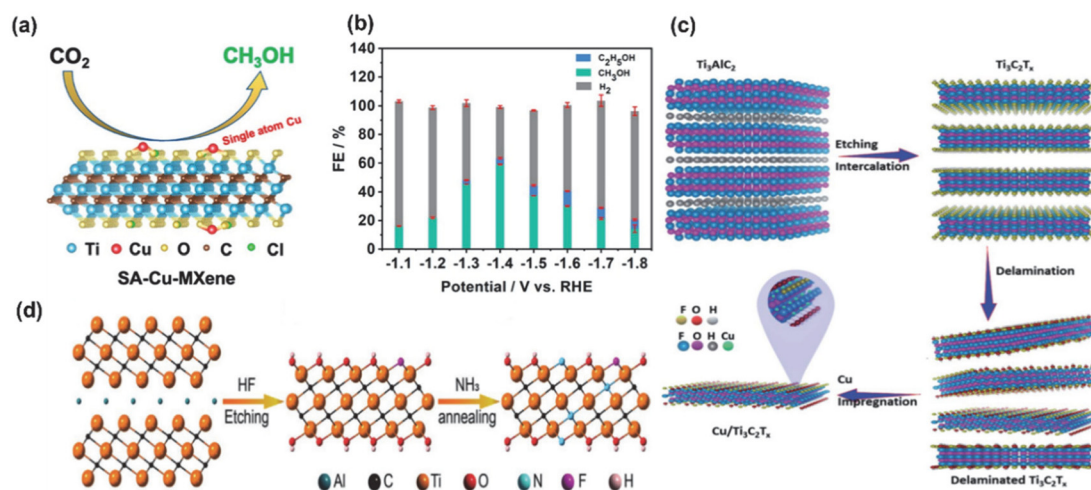 (a)
CO₂
CH₃OH
Single atom Cu
Ti Cu O C Cl
SA-Cu-MXene
(b)
FE / %
140
120
100
80
60
40
20
0
C₂H₅OH
CH₃OH
H₂
-1.1 -1.2 -1.3 -1.4 -1.5 -1.6 -1.7 -1.8
Potential / V vs. RHE
(c)
Ti₃AlC₂
Etching
Intercalation
Ti₃C₂Tₓ
Delamination
Delaminated Ti₃C₂Tₓ
Cu
Impregnation
F O H
F O H Cu
Cu/Ti₃C₂Tₓ
(d)
HF
Etching
NH₃
annealing
Al C Ti O N F H